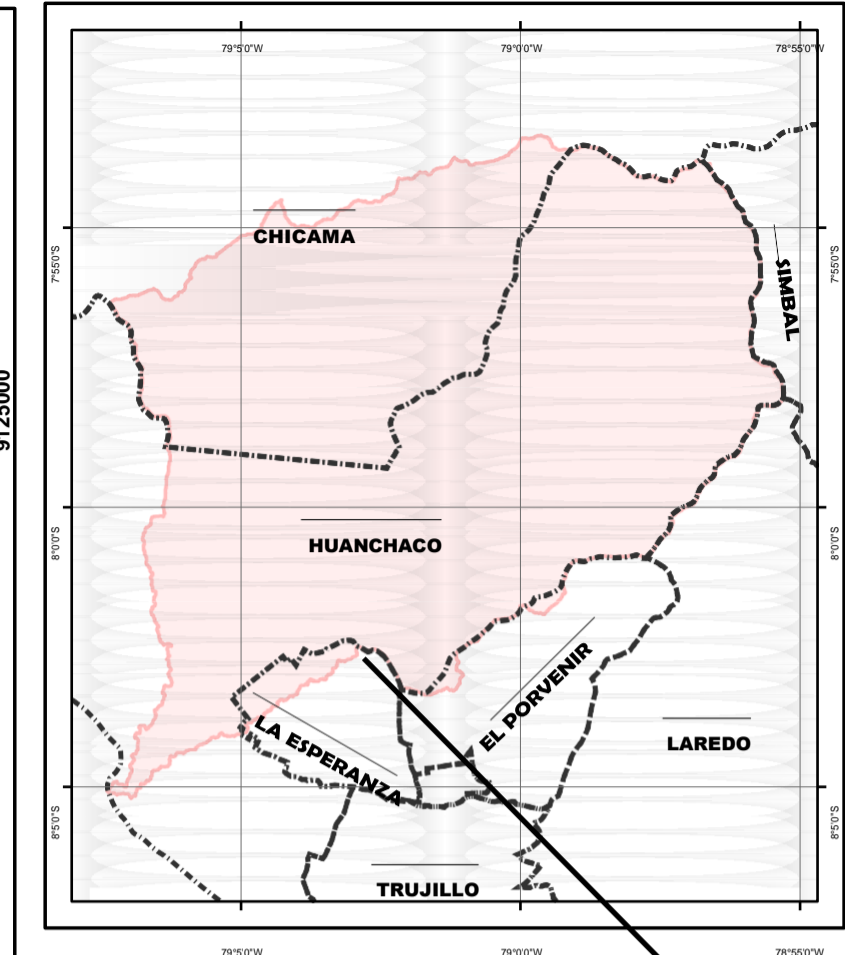 79°5'0"W
79°0'0"W
78°55'0"W
CHICAMA
7°55'0"S
7°55'0"S
SIMBAL
9125000
HUANCHACO
8°0'0"S
8°0'0"S
EL PORVENIR
LA ESPERANZA
LAREDO
8°5'0"S
8°5'0"S
TRUJILLO
79°5'0"W
79°0'0"W
78°55'0"W